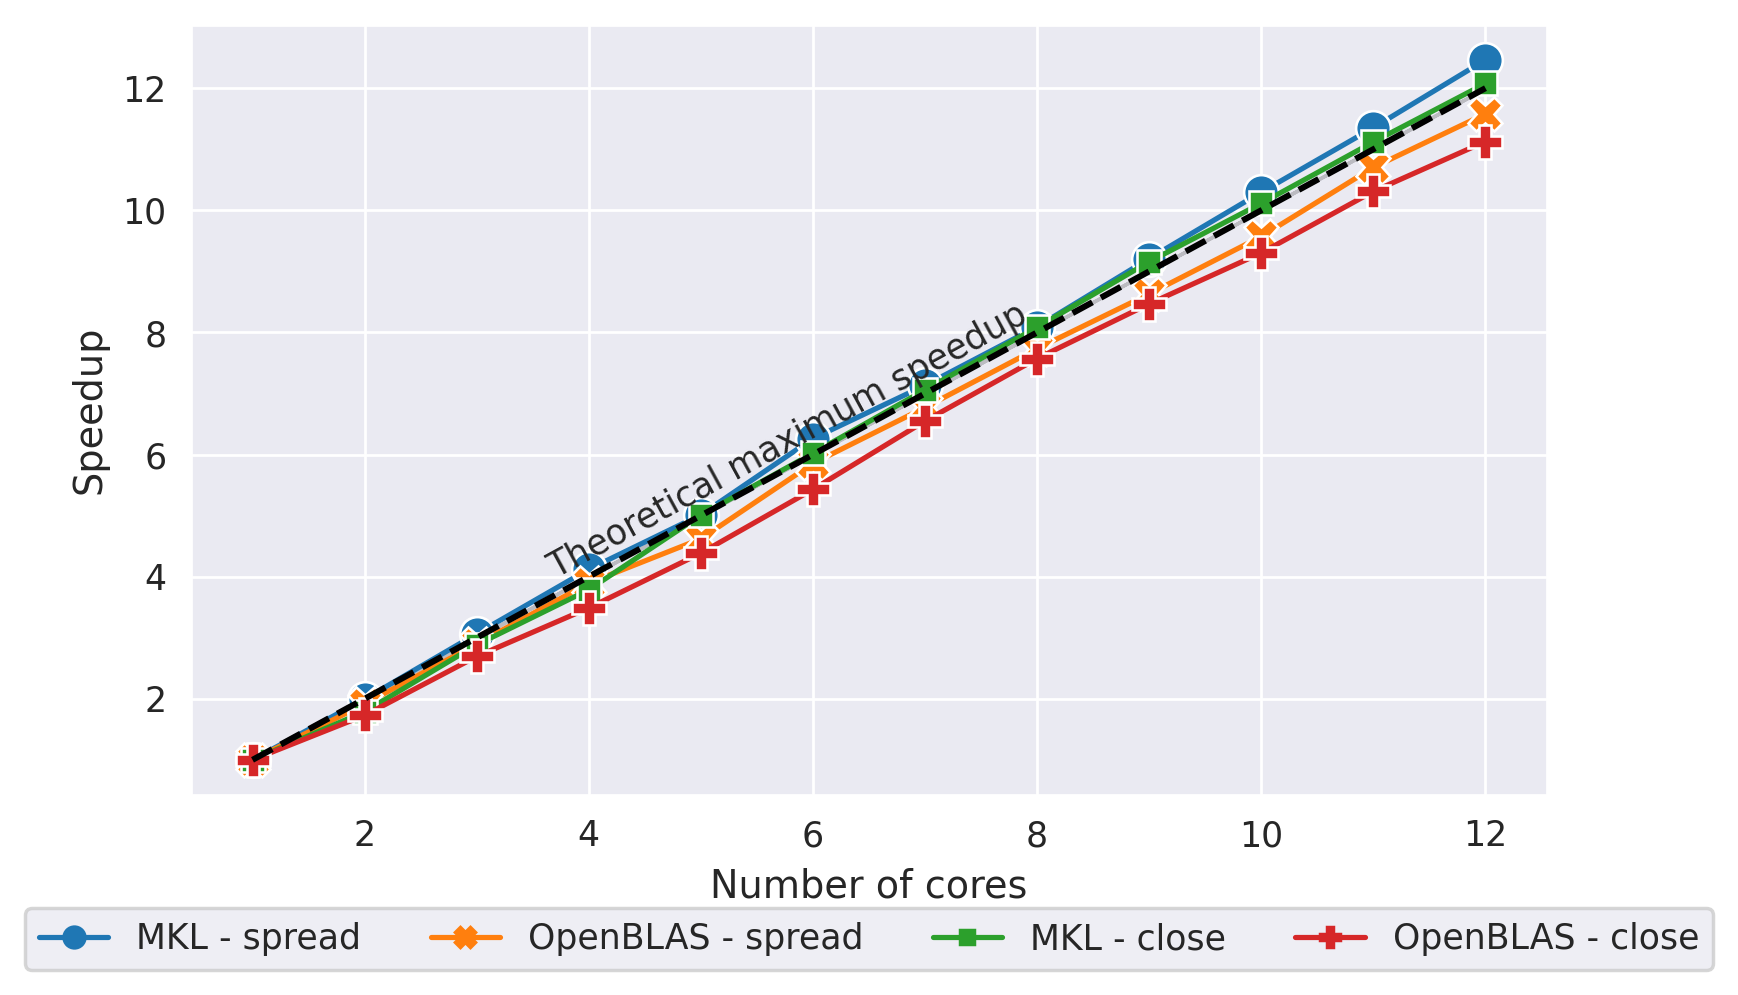 12
10
8
6
4
2
Speedup
Theoretical maximum speedup
2 4 6 8 10 12
Number of cores
MKL - spread OpenBLAS - spread MKL - close OpenBLAS - close